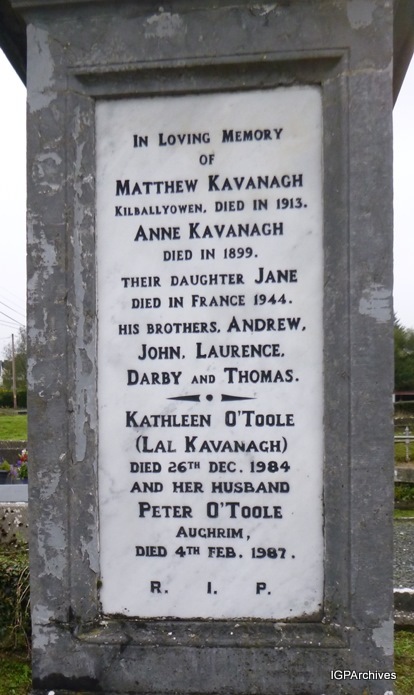 In Loving Memory
of
Matthew Kavanagh
Kilballyowen, died in 1913.
Anne Kavanagh
died in 1899.
their daughter Jane
died in France 1944.
his brothers, Andrew,
John, Laurence,
Darby and Thomas.
Kathleen O'Toole
(Lal Kavanagh)
died 26th Dec. 1984
and her husband
Peter O'Toole
Aughrim,
died 4th Feb. 1987.
R. I. P.
IGPArchives